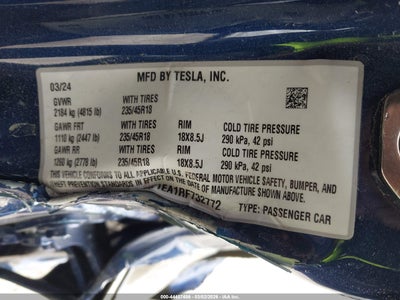 MFD BY TESLA, INC.
03/24
GVWR WITH TIRES
2184 kg (4815 lb) 235/45R18
GAWR FRT WITH TIRES RIM COLD TIRE PRESSURE
1110 kg (2447 lb) 235/45R18 18X8.5J 290 kPa, 42 psi
GAWR RR WITH TIRES RIM COLD TIRE PRESSURE
1260 kg (2778 lb) 235/45R18 18X8.5J 290 kPa, 42 psi
THIS VEHICLE CONFORMS TO ALL APPLICABLE U.S. FEDERAL MOTOR VEHICLE SAFETY, BUMPER, AND
THEFT PREVENTION STANDARDS IN EFFECT ON THE DATE OF MANUFACTURE SHOWN ABOVE.
TYPE: PASSENGER CAR